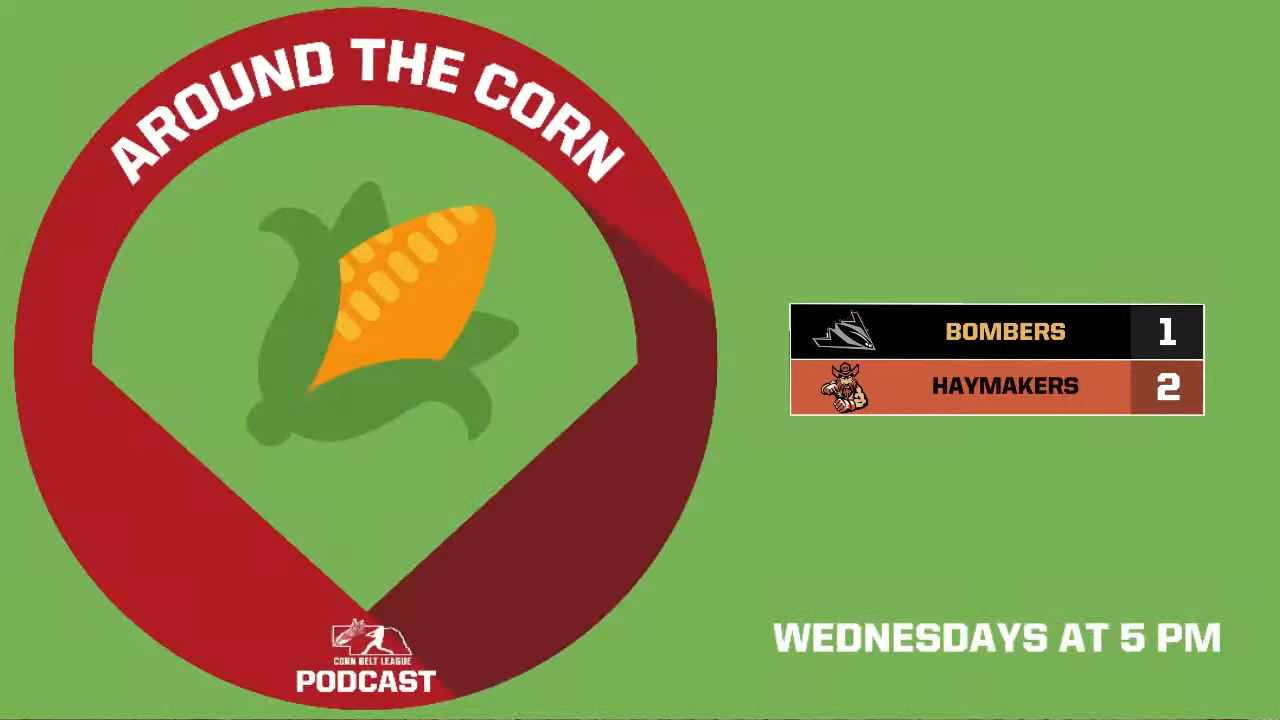 AROUND THE CORN
BOMBERS 1
HAYMAKERS 2
WEDNESDAYS AT 5 PM
CORN BELT LEAGUE
PODCAST